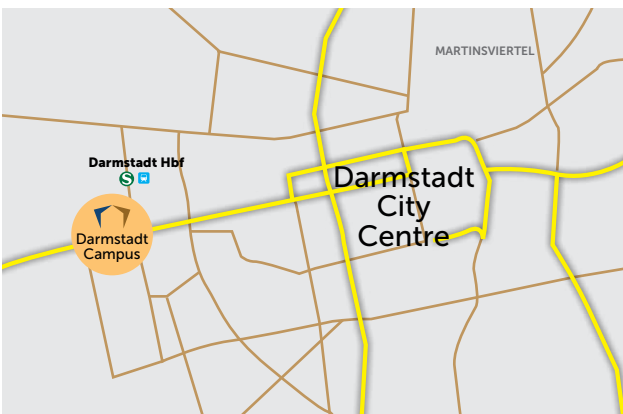 MARTINSVIERTEL
Darmstadt Hbf
S
Darmstadt
City
Centre
Darmstadt
Campus